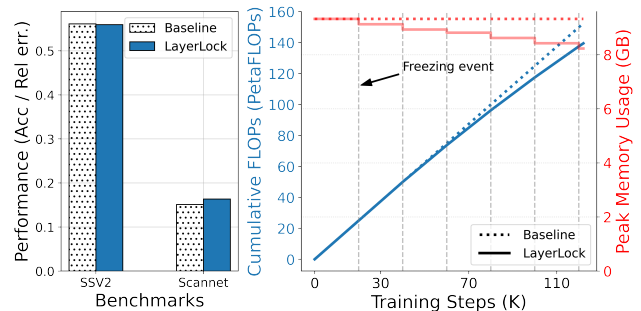 Performance (Acc / Rel err.)
0.5
0.4
0.3
0.2
0.1
0.0
Baseline
LayerLock
SSV2
Scannet
Benchmarks
Cumulative FLOPs (PetaFLOPs)
160
140
120
100
80
60
40
20
0
Freezing event
Baseline
LayerLock
0
30
70
110
Training Steps (K)
8
6
4
2
0
Peak Memory Usage (GB)